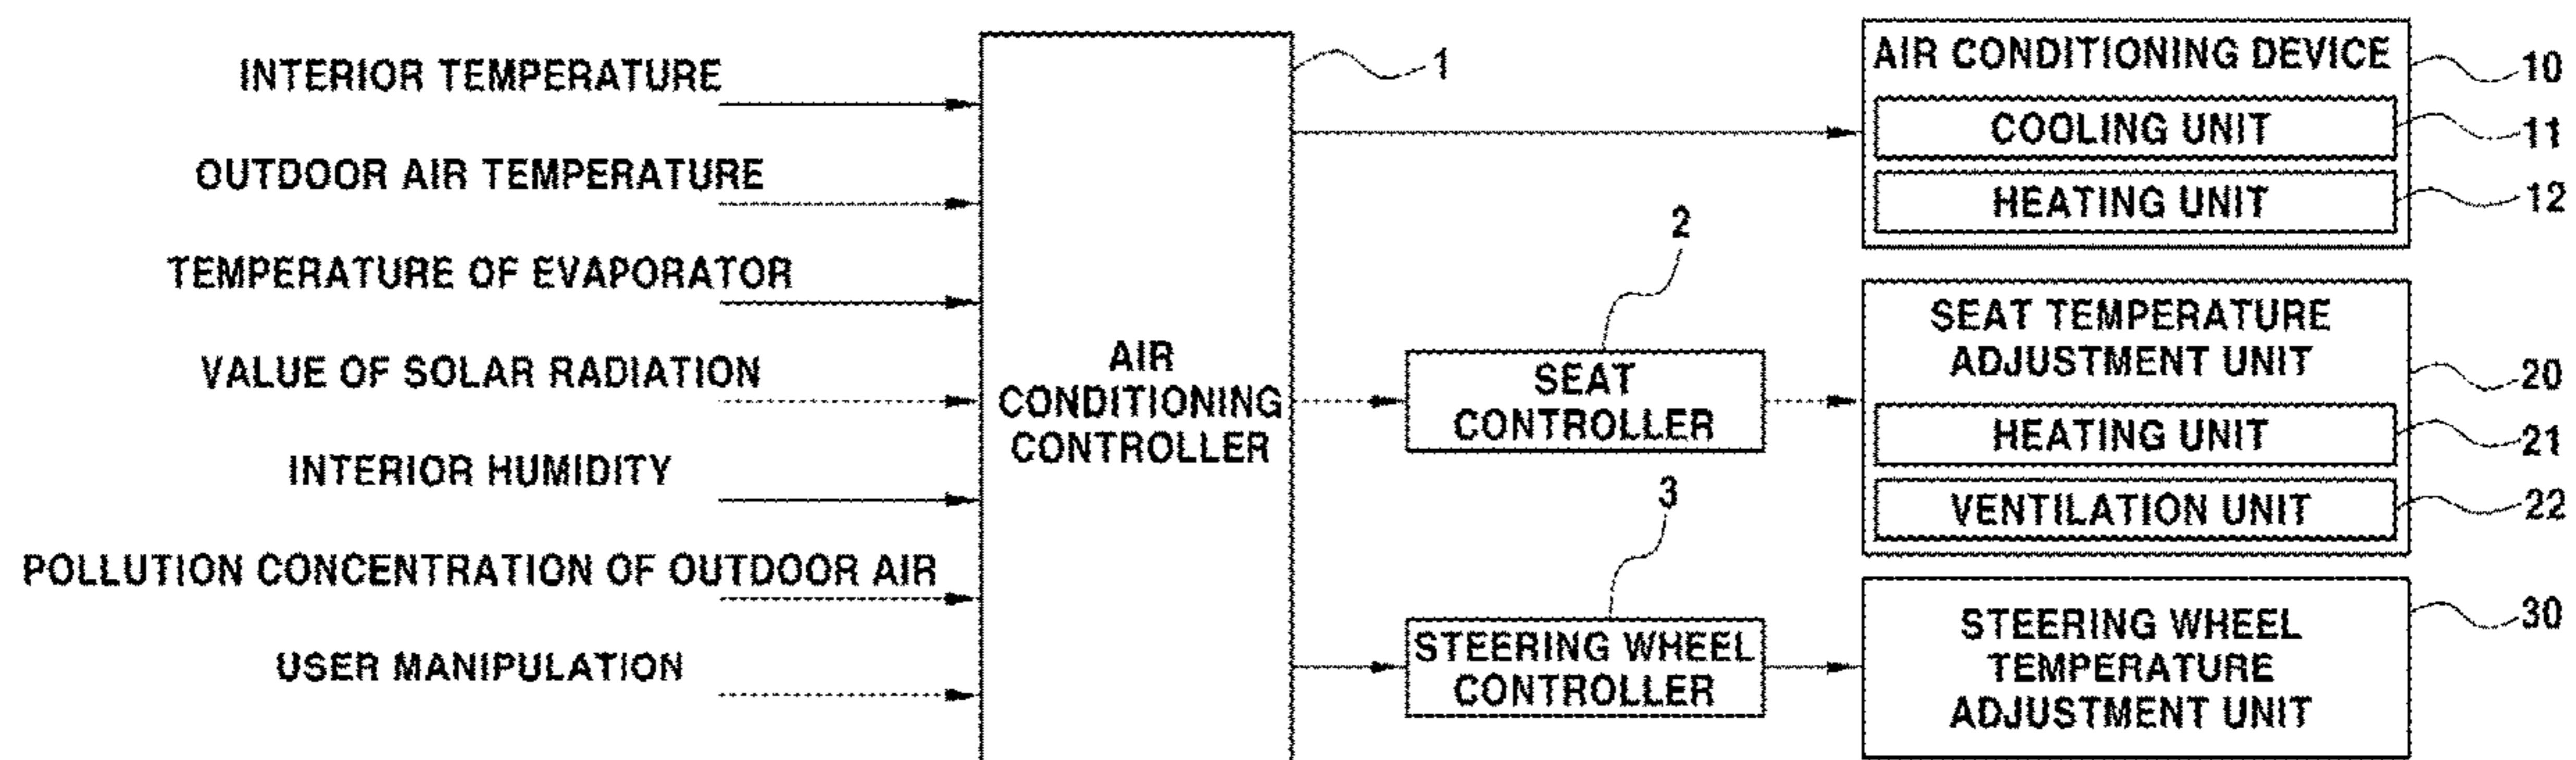 INTERIOR TEMPERATURE
OUTDOOR AIR TEMPERATURE
TEMPERATURE OF EVAPORATOR
VALUE OF SOLAR RADIATION
INTERIOR HUMIDITY
POLLUTION CONCENTRATION OF OUTDOOR AIR
USER MANIPULATION
AIR
CONDITIONING
CONTROLLER
1
2
SEAT
CONTROLLER
3
STEERING WHEEL
CONTROLLER
AIR CONDITIONING DEVICE
10
COOLING UNIT
11
HEATING UNIT
12
SEAT TEMPERATURE
ADJUSTMENT UNIT
20
HEATING UNIT
21
VENTILATION UNIT
22
STEERING WHEEL
TEMPERATURE
ADJUSTMENT UNIT
30